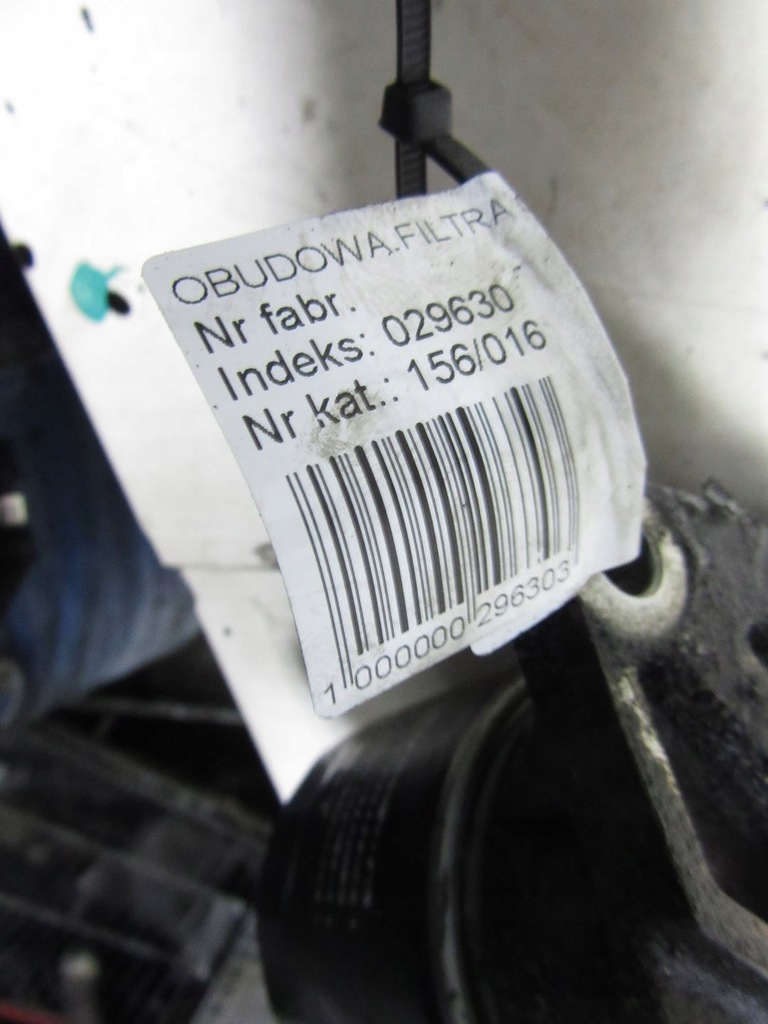 OBUDOWA.FILTRA
Nr fabr.
Indeks: 029630
Nr kat.: 156/016
1 000000 296303